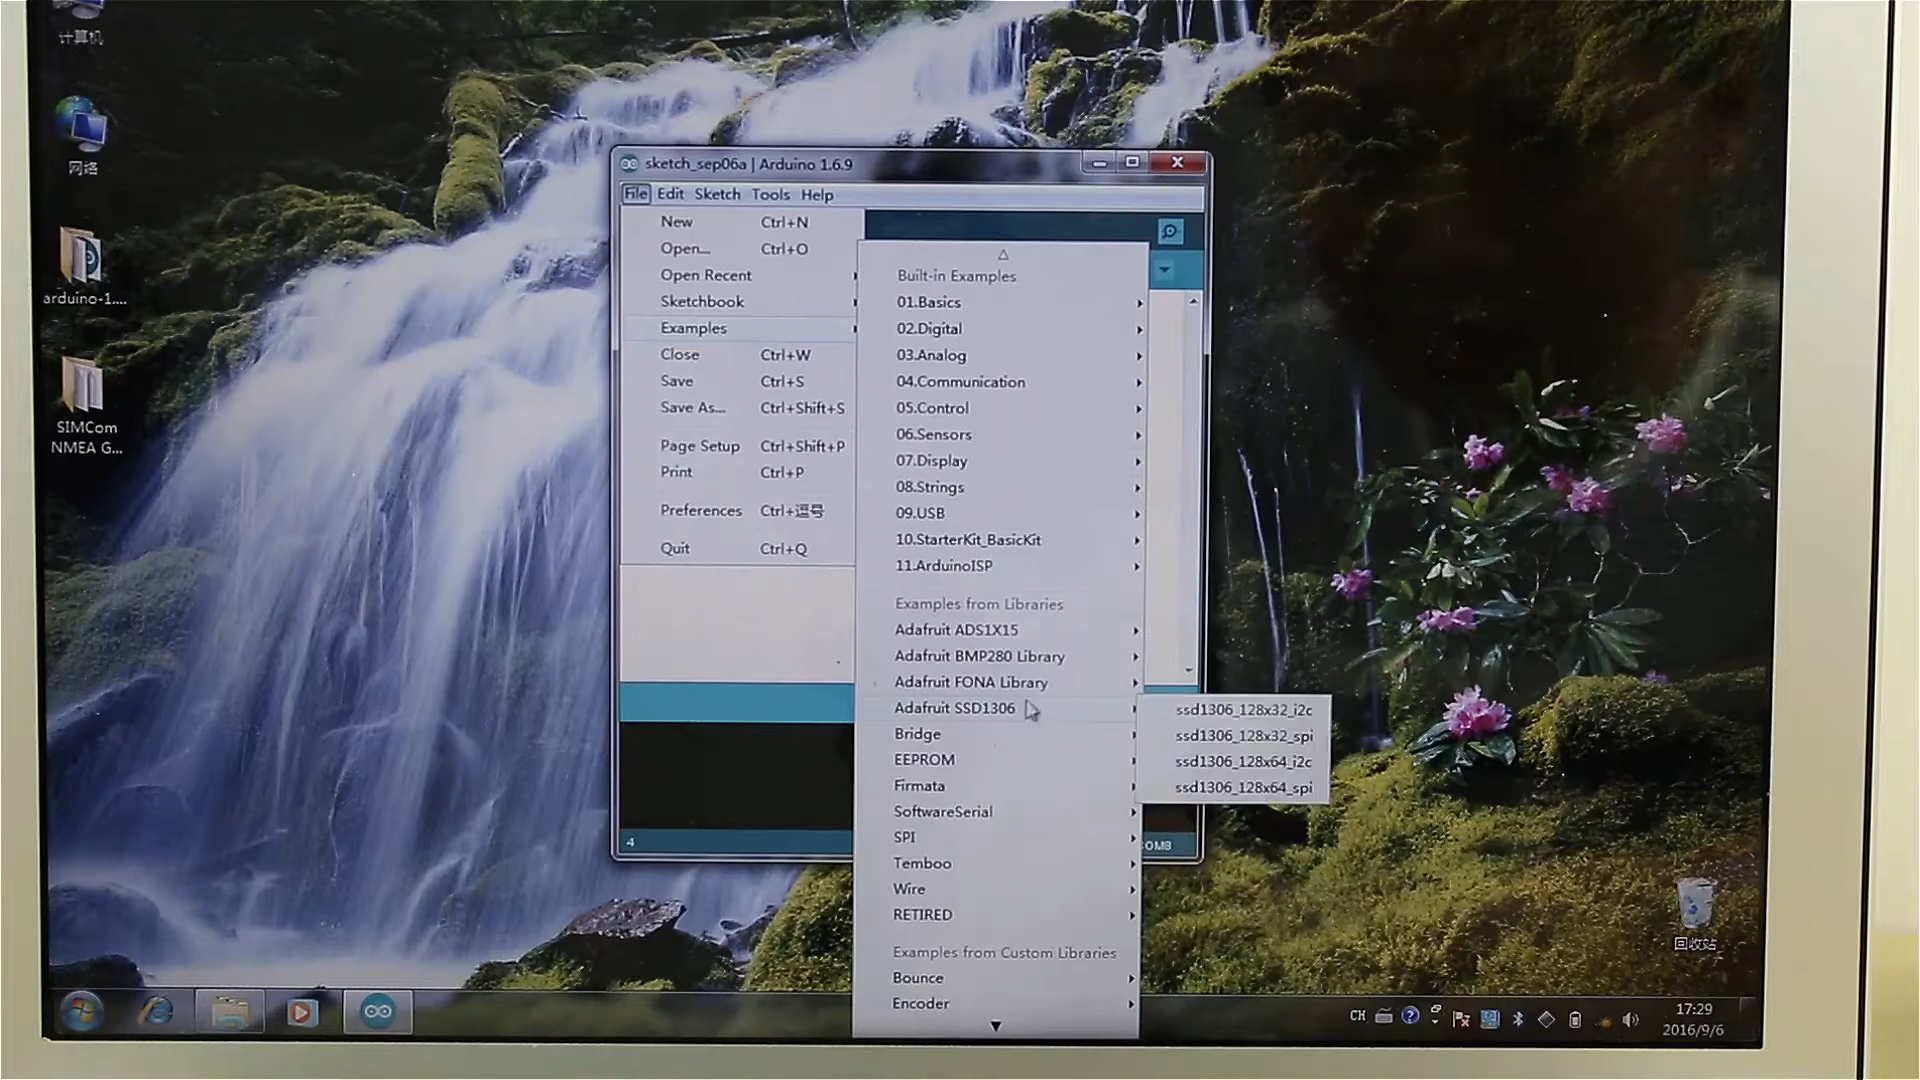 计算机
网络
arduino-1....
SIMCom
NMEA G...
sketch_sep06a | Arduino 1.6.9
File Edit Sketch Tools Help
New Ctrl+N
Open... Ctrl+O
Open Recent
Sketchbook
Examples
Close Ctrl+W
Save Ctrl+S
Save As... Ctrl+Shift+S
Page Setup Ctrl+Shift+P
Print Ctrl+P
Preferences Ctrl+逗号
Quit Ctrl+Q
Built-in Examples
01.Basics
02.Digital
03.Analog
04.Communication
05.Control
06.Sensors
07.Display
08.Strings
09.USB
10.StarterKit_BasicKit
11.ArduinoISP
Examples from Libraries
Adafruit ADS1X15
Adafruit BMP280 Library
Adafruit FONA Library
Adafruit SSD1306
Bridge
EEPROM
Firmata
SoftwareSerial
SPI
Temboo
Wire
RETIRED
Examples from Custom Libraries
Bounce
Encoder
ssd1306_128x32_i2c
ssd1306_128x32_spi
ssd1306_128x64_i2c
ssd1306_128x64_spi
4
回收站
CH
17:29
2016/9/6